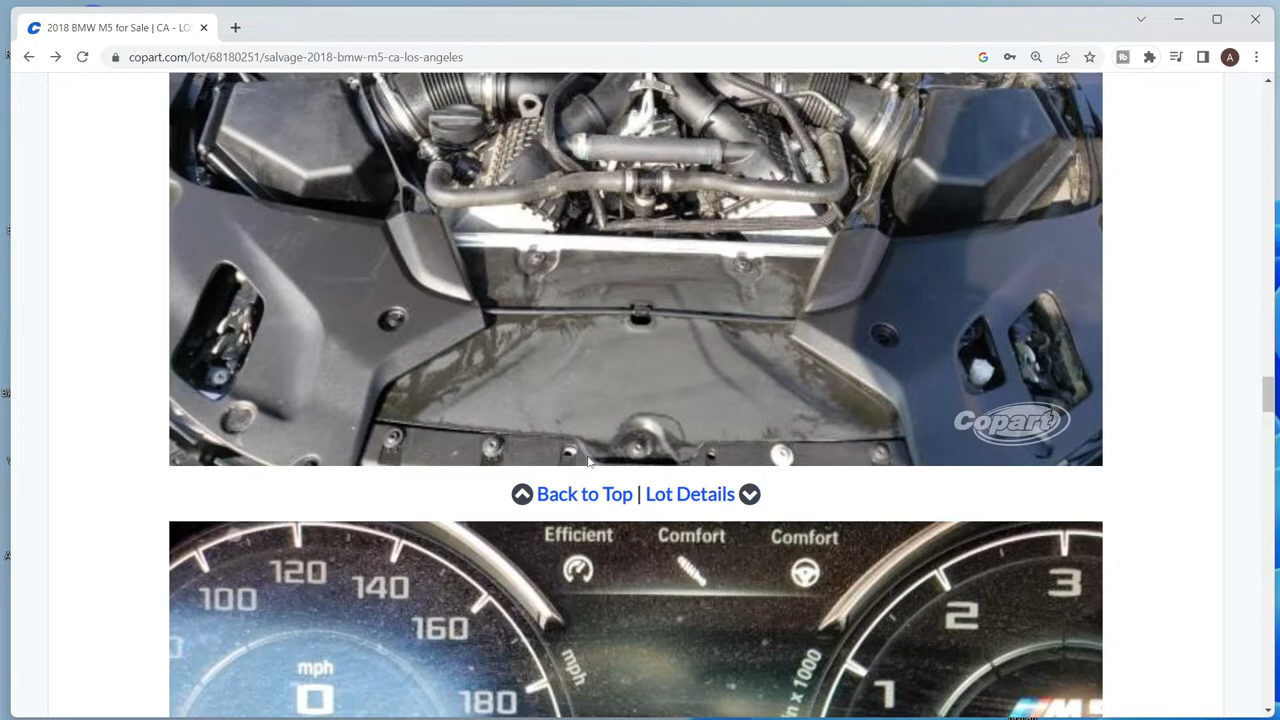 2018 BMW M5 for Sale | CA - LO
copart.com/lot/68180251/salvage-2018-bmw-m5-ca-los-angeles
A
Copart
Back to Top | Lot Details
Efficient Comfort Comfort
100 120 140 160 180
mph
0
mph
1 2 3
x 1000